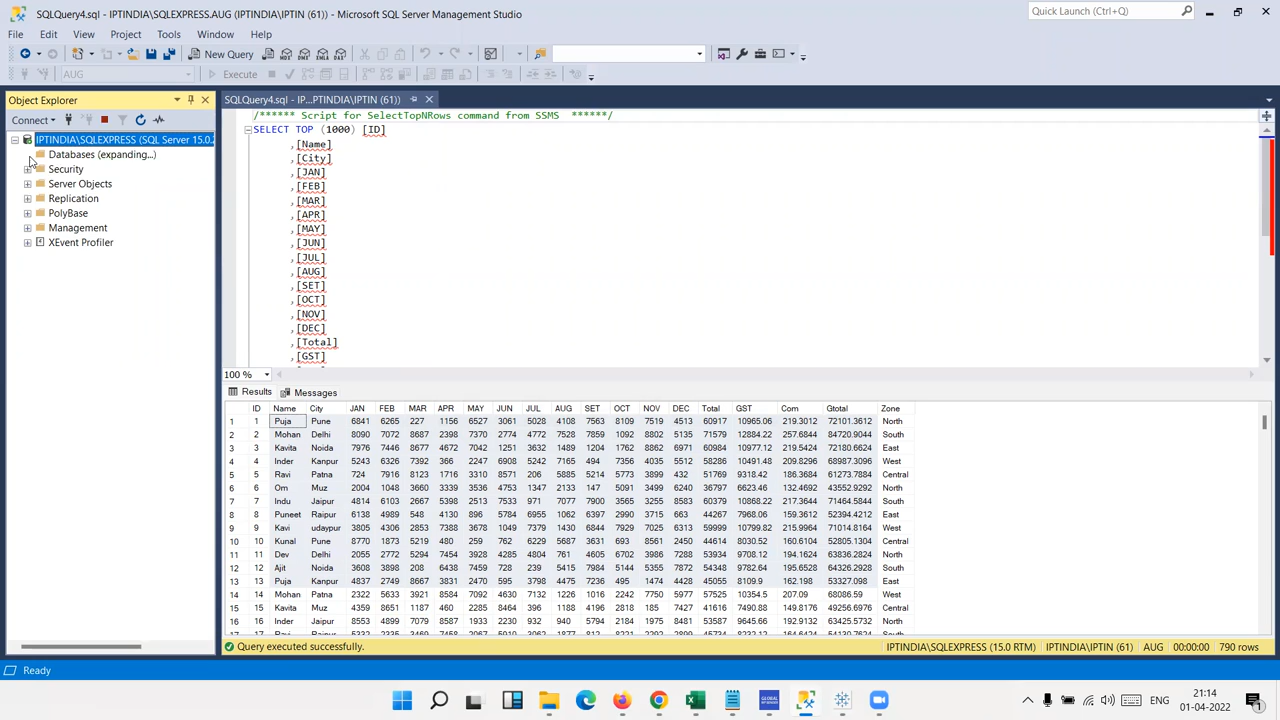 SQLQuery4.sql - IPTINDIA\SQLEXPRESS.AUG (IPTINDIA\IPTIN (61)) - Microsoft SQL Server Management Studio
Quick Launch (Ctrl+Q)
File Edit View Project Tools Window Help
New Query MDX DMX XMLA DAX
AUG Execute
Object Explorer
Connect
IPTINDIA\SQLEXPRESS (SQL Server 15.0.
Databases (expanding...)
Security
Server Objects
Replication
PolyBase
Management
XEvent Profiler
SQLQuery4.sql - IP...PTINDIA\IPTIN (61))
/****** Script for SelectTopNRows command from SSMS ******/
SELECT TOP (1000) [ID]
,[Name]
,[City]
,[JAN]
,[FEB]
,[MAR]
,[APR]
,[MAY]
,[JUN]
,[JUL]
,[AUG]
,[SET]
,[OCT]
,[NOV]
,[DEC]
,[Total]
,[GST]
100 %
Results Messages
ID Name City JAN FEB MAR APR MAY JUN JUL AUG SET OCT NOV DEC Total GST Com Gtotal Zone
1 1 Puja Pune 6841 6265 227 1156 6527 3061 5028 4108 7563 8109 7519 4513 60917 10965.06 219.3012 72101.3612 North
2 2 Mohan Delhi 8090 7072 8687 2398 7370 2774 4772 7528 7859 1092 8802 5135 71579 12884.22 257.6844 84720.9044 South
3 3 Kavita Noida 7976 7446 8677 4672 7042 1251 3632 1489 1204 1762 8862 6971 60984 10977.12 219.5424 72180.6624 East
4 4 Inder Kanpur 5243 6326 7392 366 2247 6908 5242 7165 494 7356 4035 5512 58286 10491.48 209.8296 68987.3096 West
5 5 Ravi Patna 724 7916 8123 1716 3310 8571 206 5885 5214 5773 3899 432 51769 9318.42 186.3684 61273.7884 Central
6 6 Om Muz 2004 1048 3660 3339 3536 4753 1347 2133 147 5091 3499 6240 36797 6623.46 132.4692 43552.9292 North
7 7 Indu Jaipur 4814 6103 2667 5398 2513 7533 971 7077 7900 3565 3255 8583 60379 10868.22 217.3644 71464.5844 South
8 8 Puneet Raipur 6138 4989 548 4130 896 5784 6955 1062 6397 2990 3715 663 44267 7968.06 159.3612 52394.4212 East
9 9 Kavi udaypur 3805 4306 2853 7388 3678 1049 7379 1430 6844 7929 7025 6313 59999 10799.82 215.9964 71014.8164 West
10 10 Kunal Pune 8770 1873 5219 480 259 762 6229 5687 3631 693 8561 2450 44614 8030.52 160.6104 52805.1304 Central
11 11 Dev Delhi 2055 2772 5294 7454 3928 4285 4804 761 4605 6702 3986 7288 53934 9708.12 194.1624 63836.2824 North
12 12 Ajit Noida 3608 3898 208 6438 7459 728 239 5415 7984 5144 5355 7872 54348 9782.64 195.6528 64326.2928 South
13 13 Puja Kanpur 4837 2749 8667 3831 2470 595 3798 4475 7236 495 1474 4428 45055 8109.9 162.198 53327.098 East
14 14 Mohan Patna 2322 5633 3921 8584 7092 4630 7132 1226 1016 2242 7750 5977 57525 10354.5 207.09 68086.59 West
15 15 Kavita Muz 4359 8651 1187 460 2285 8464 396 1188 4196 2818 185 7427 41616 7490.88 149.8176 49256.6976 Central
16 16 Inder Jaipur 8553 4899 7079 8587 1933 2230 932 940 5794 2134 2025 8481 53587 9645.66 192.9132 63425.5732 North
Query executed successfully. IPTINDIA\SQLEXPRESS (15.0 RTM) IPTINDIA\IPTIN (61) AUG 00:00:00 790 rows
Ready
GLOBAL
ENG
21:14
01-04-2022